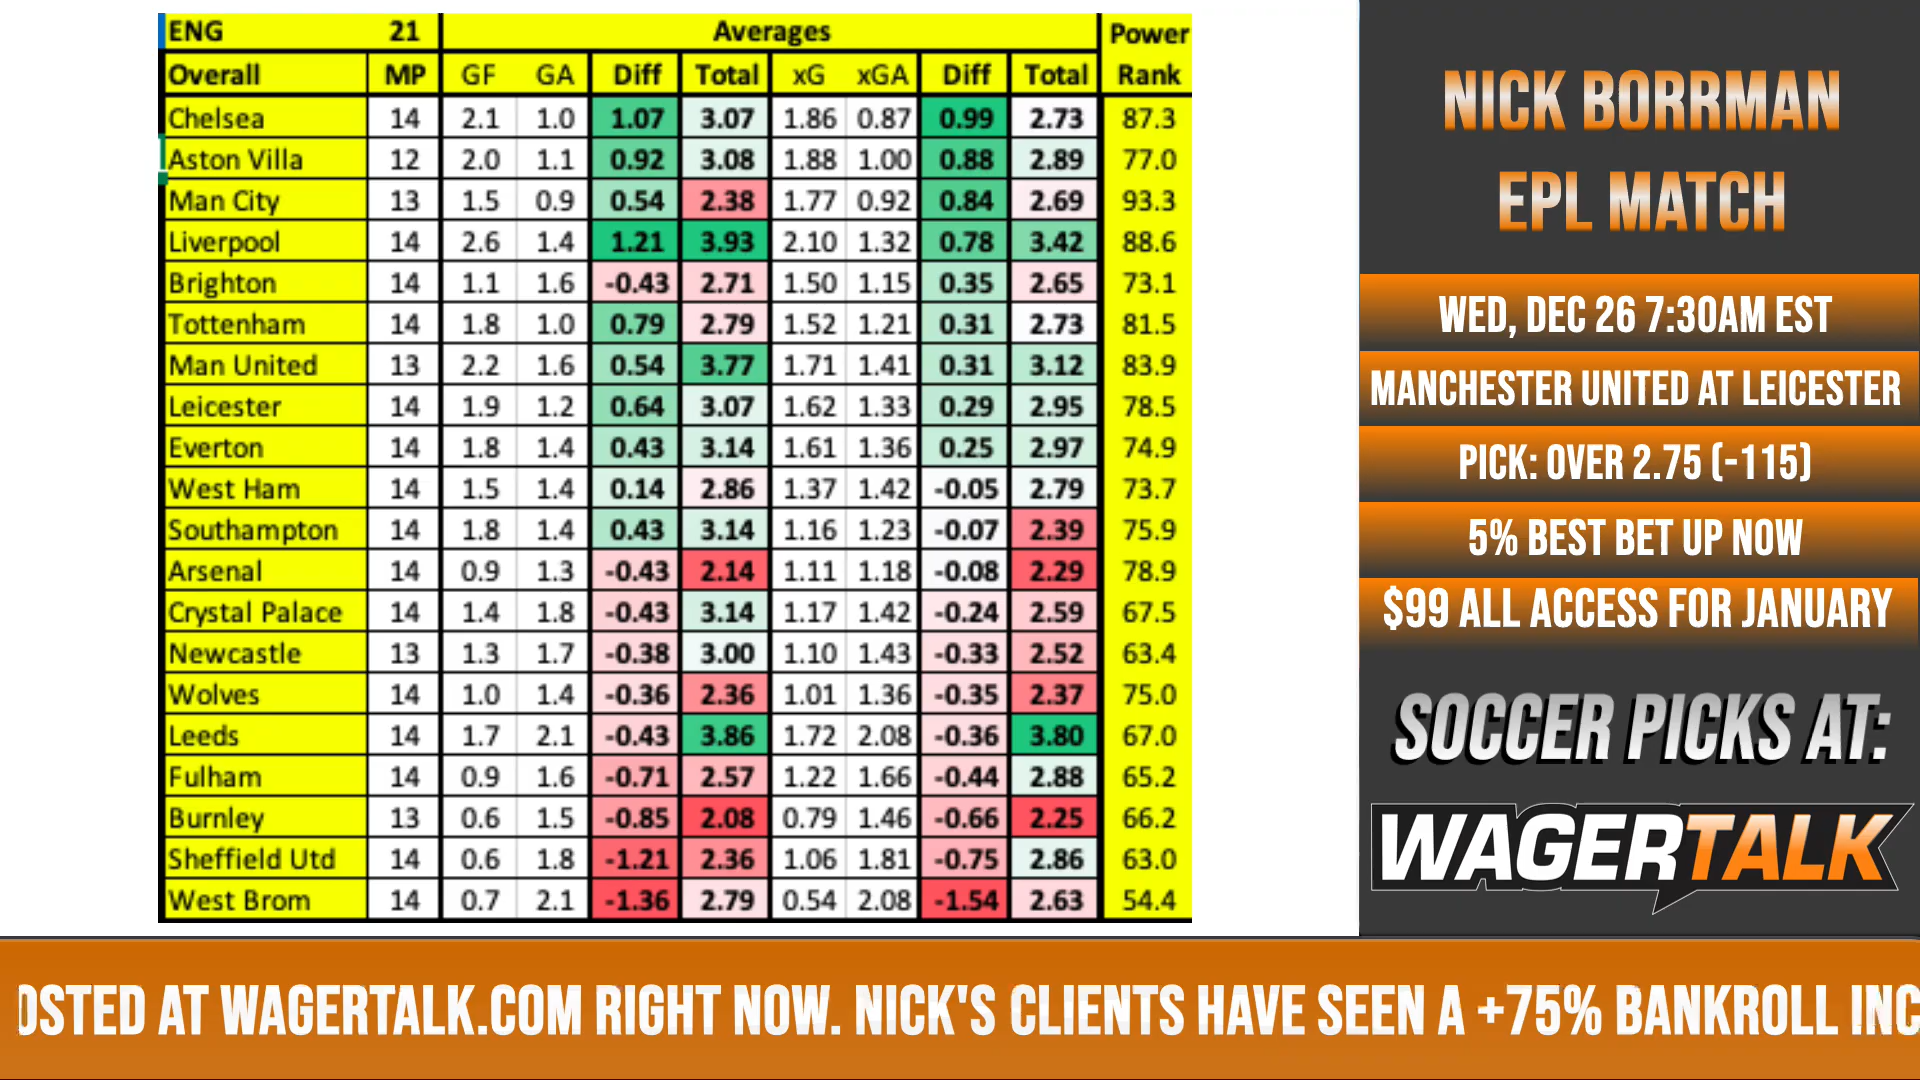 ENG 21 Averages Power
Overall MP GF GA Diff Total xG xGA Diff Total Rank
Chelsea 14 2.1 1.0 1.07 3.07 1.86 0.87 0.99 2.73 87.3
Aston Villa 12 2.0 1.1 0.92 3.08 1.88 1.00 0.88 2.89 77.0
Man City 13 1.5 0.9 0.54 2.38 1.77 0.92 0.84 2.69 93.3
Liverpool 14 2.6 1.4 1.21 3.93 2.10 1.32 0.78 3.42 88.6
Brighton 14 1.1 1.6 -0.43 2.71 1.50 1.15 0.35 2.65 73.1
Tottenham 14 1.8 1.0 0.79 2.79 1.52 1.21 0.31 2.73 81.5
Man United 13 2.2 1.6 0.54 3.77 1.71 1.41 0.31 3.12 83.9
Leicester 14 1.9 1.2 0.64 3.07 1.62 1.33 0.29 2.95 78.5
Everton 14 1.8 1.4 0.43 3.14 1.61 1.36 0.25 2.97 74.9
West Ham 14 1.5 1.4 0.14 2.86 1.37 1.42 -0.05 2.79 73.7
Southampton 14 1.8 1.4 0.43 3.14 1.16 1.23 -0.07 2.39 75.9
Arsenal 14 0.9 1.3 -0.43 2.14 1.11 1.18 -0.08 2.29 78.9
Crystal Palace 14 1.4 1.8 -0.43 3.14 1.17 1.42 -0.24 2.59 67.5
Newcastle 13 1.3 1.7 -0.38 3.00 1.10 1.43 -0.33 2.52 63.4
Wolves 14 1.0 1.4 -0.36 2.36 1.01 1.36 -0.35 2.37 75.0
Leeds 14 1.7 2.1 -0.43 3.86 1.72 2.08 -0.36 3.80 67.0
Fulham 14 0.9 1.6 -0.71 2.57 1.22 1.66 -0.44 2.88 65.2
Burnley 13 0.6 1.5 -0.85 2.08 0.79 1.46 -0.66 2.25 66.2
Sheffield Utd 14 0.6 1.8 -1.21 2.36 1.06 1.81 -0.75 2.86 63.0
West Brom 14 0.7 2.1 -1.36 2.79 0.54 2.08 -1.54 2.63 54.4
NICK BORRMAN
EPL MATCH
WED, DEC 26 7:30AM EST
MANCHESTER UNITED AT LEICESTER
PICK: OVER 2.75 (-115)
5% BEST BET UP NOW
$99 ALL ACCESS FOR JANUARY
SOCCER PICKS AT:
WAGERTALK
OSTED AT WAGERTALK.COM RIGHT NOW. NICK'S CLIENTS HAVE SEEN A +75% BANKROLL INC